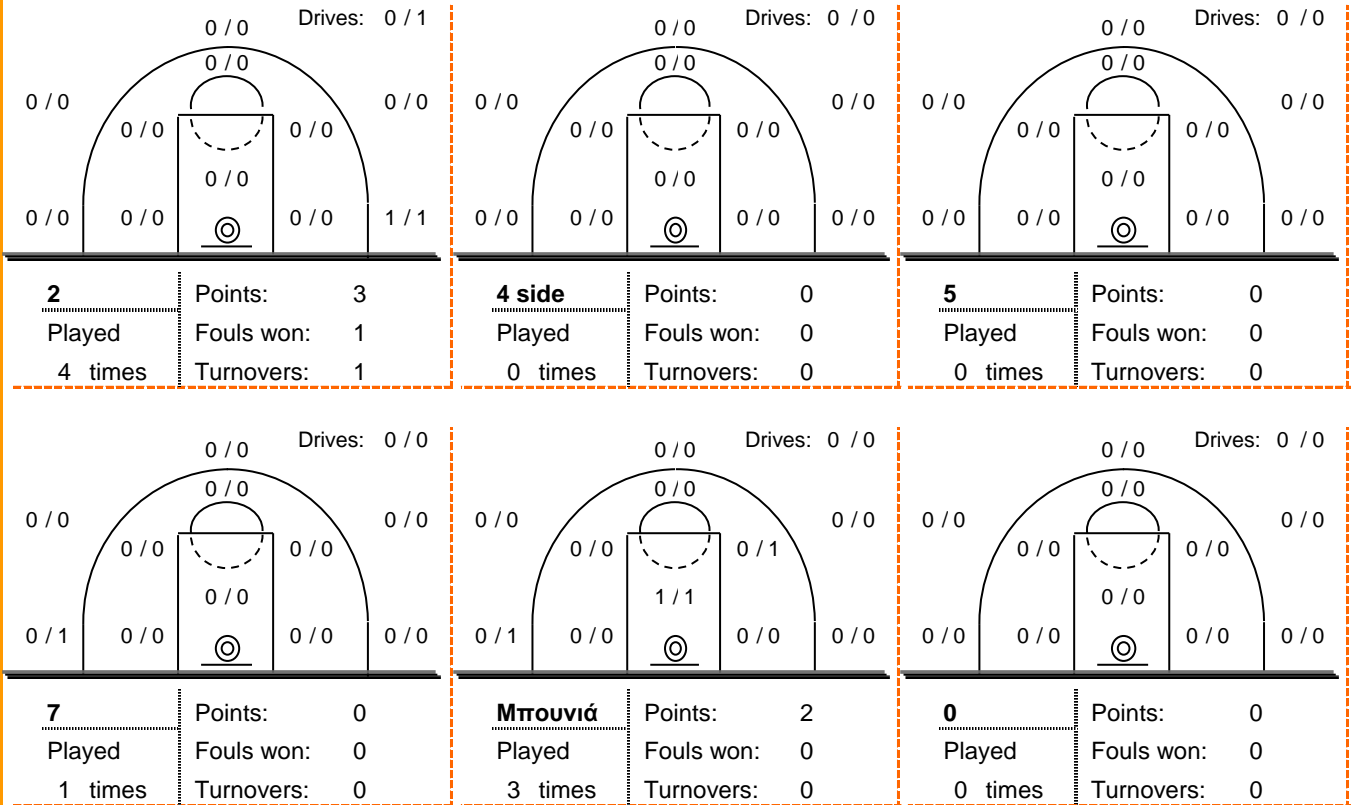 Drives: 0 / 1
0 / 0
0 / 0
0 / 0 0 / 0
0 / 0 0 / 0
0 / 0
0 / 0 0 / 0 0 / 0 1 / 1
2 Points: 3
Played Fouls won: 1
4 times Turnovers: 1
Drives: 0 / 0
0 / 0
0 / 0
0 / 0 0 / 0
0 / 0 0 / 0
0 / 0
0 / 0 0 / 0 0 / 0 0 / 0
4 side Points: 0
Played Fouls won: 0
0 times Turnovers: 0
Drives: 0 / 0
0 / 0
0 / 0
0 / 0 0 / 0
0 / 0 0 / 0
0 / 0
0 / 0 0 / 0 0 / 0 0 / 0
5 Points: 0
Played Fouls won: 0
0 times Turnovers: 0
Drives: 0 / 0
0 / 0
0 / 0
0 / 0 0 / 0
0 / 0 0 / 0
0 / 0
0 / 1 0 / 0 0 / 0 0 / 0
7 Points: 0
Played Fouls won: 0
1 times Turnovers: 0
Drives: 0 / 0
0 / 0
0 / 0
0 / 0 0 / 0
0 / 0 0 / 1
1 / 1
0 / 1 0 / 0 0 / 0 0 / 0
Μπουνιά Points: 2
Played Fouls won: 0
3 times Turnovers: 0
Drives: 0 / 0
0 / 0
0 / 0
0 / 0 0 / 0
0 / 0 0 / 0
0 / 0
0 / 0 0 / 0 0 / 0 0 / 0
0 Points: 0
Played Fouls won: 0
0 times Turnovers: 0